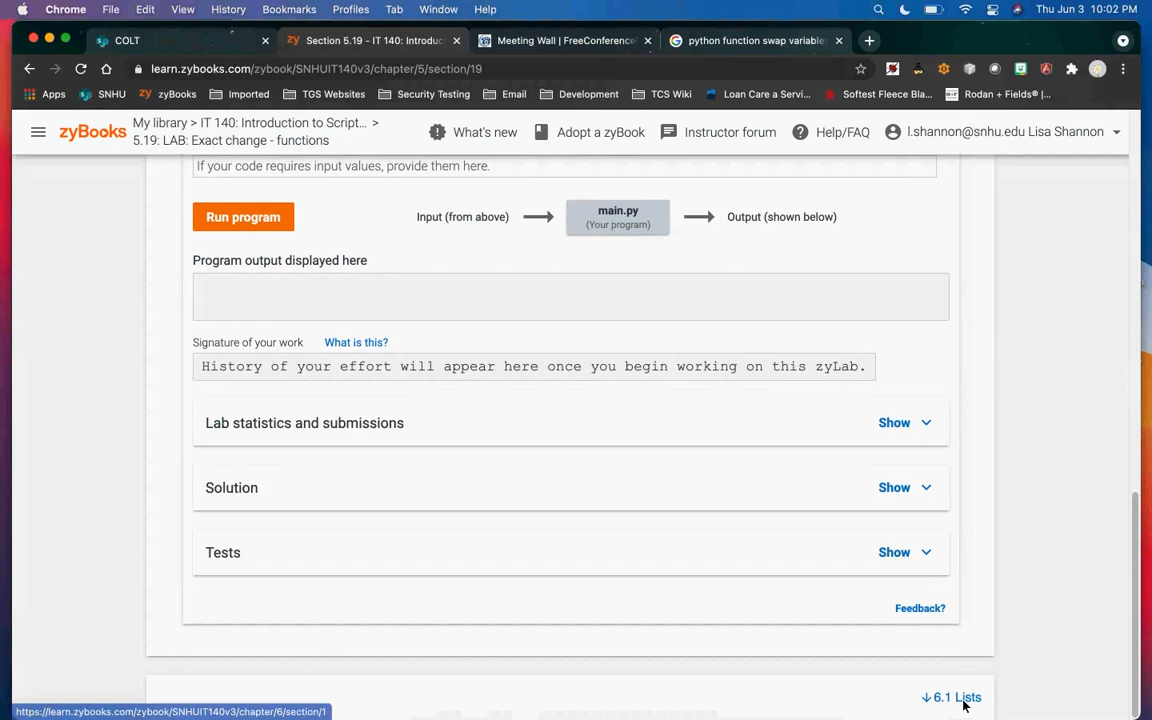 Chrome File Edit View History Bookmarks Profiles Tab Window Help Thu Jun 3 10:02 PM
COLT Section 5.19 - IT 140: Introduc Meeting Wall | FreeConference python function swap variable
learn.zybooks.com/zybook/SNHUIT140v3/chapter/5/section/19
Apps SNHU zyBooks Imported TGS Websites Security Testing Email Development TCS Wiki Loan Care a Servi... Softest Fleece Bla... Rodan + Fields® |...
zyBooks My library > IT 140: Introduction to Script... > What's new Adopt a zyBook Instructor forum Help/FAQ l.shannon@snhu.edu Lisa Shannon
5.19: LAB: Exact change - functions
If your code requires input values, provide them here.
Run program Input (from above) main.py Output (shown below)
(Your program)
Program output displayed here
Signature of your work What is this?
History of your effort will appear here once you begin working on this zyLab.
Lab statistics and submissions Show
Solution Show
Tests Show
Feedback?
↓ 6.1 Lists
https://learn.zybooks.com/zybook/SNHUIT140v3/chapter/6/section/1